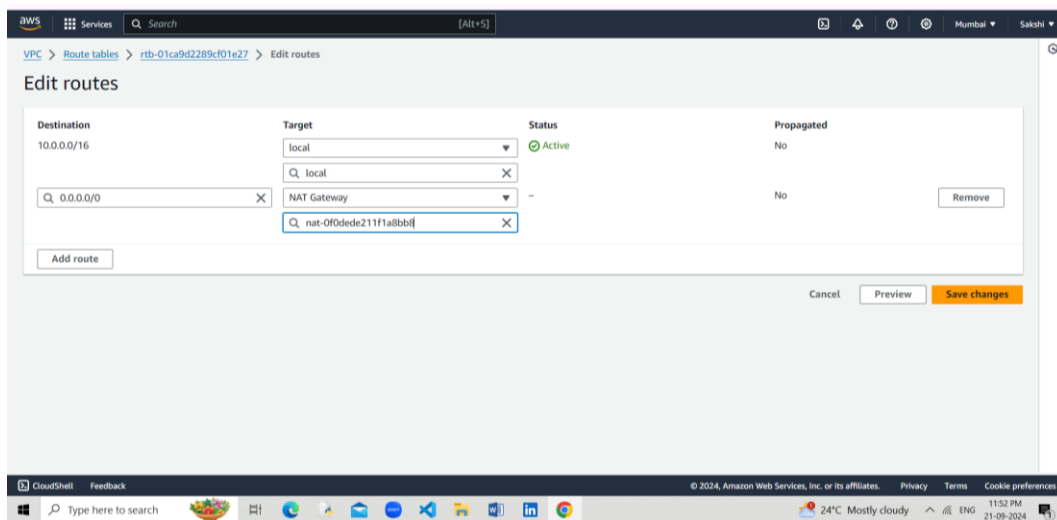 aws Services Search [Alt+S] Mumbai Sakshi
VPC > Route tables > rtb-01ca9d2289cf01e27 > Edit routes
Edit routes
Destination Target Status Propagated
10.0.0.0/16 local Active No
local
0.0.0.0/0 NAT Gateway – No Remove
nat-0f0dede211f1a8bb8
Add route
Cancel Preview Save changes
CloudShell Feedback © 2024, Amazon Web Services, Inc. or its affiliates. Privacy Terms Cookie preferences
Type here to search 24°C Mostly cloudy ENG 11:52 PM
21-09-2024